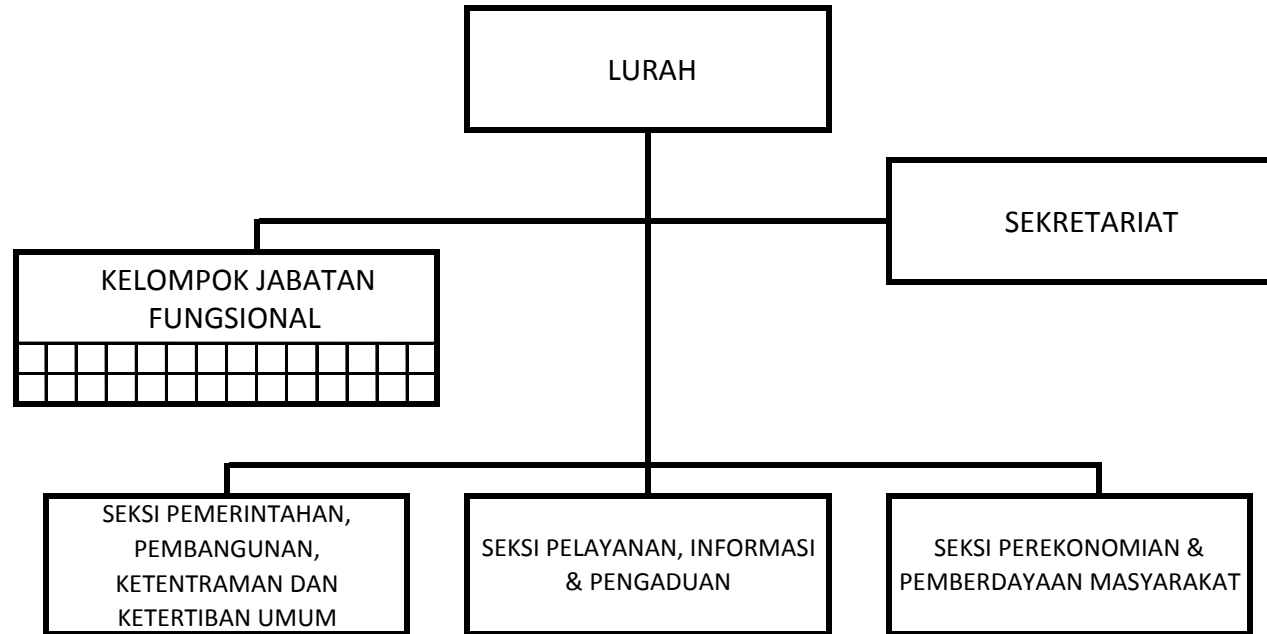 LURAH
SEKRETARIAT
KELOMPOK JABATAN
FUNGSIONAL
SEKSI PEMERINTAHAN,
PEMBANGUNAN,
KETENTRAMAN DAN
KETERTIBAN UMUM
SEKSI PELAYANAN, INFORMASI
& PENGADUAN
SEKSI PEREKONOMIAN &
PEMBERDAYAAN MASYARAKAT